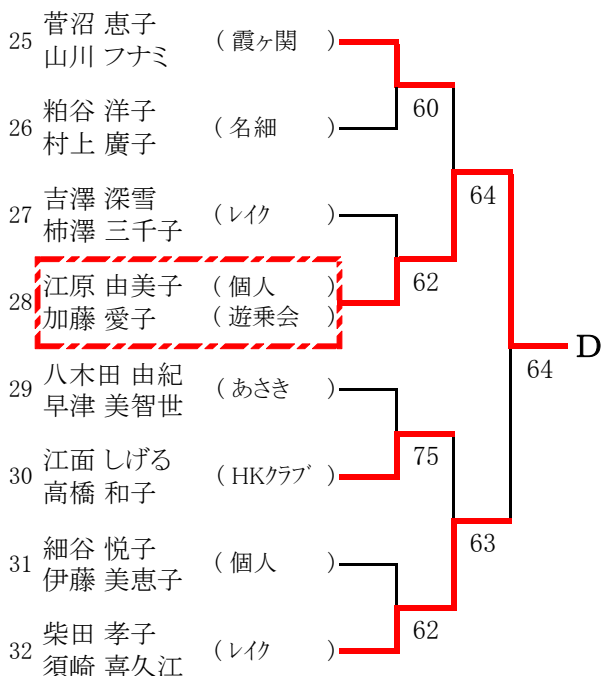 25 菅沼 恵子 (霞ヶ関)
山川 フナミ
60
26 粕谷 洋子 (名細)
村上 廣子
64
27 吉澤 深雪 (レイク)
柿澤 三千子
62
28 江原 由美子 (個人)
加藤 愛子 (遊乗会)
64 D
29 八木田 由紀 (あさき)
早津 美智世
75
30 江面 しげる (HKクラブ)
高橋 和子
63
31 細谷 悦子 (個人)
伊藤 美恵子
62
32 柴田 孝子 (レイク)
須崎 喜久江